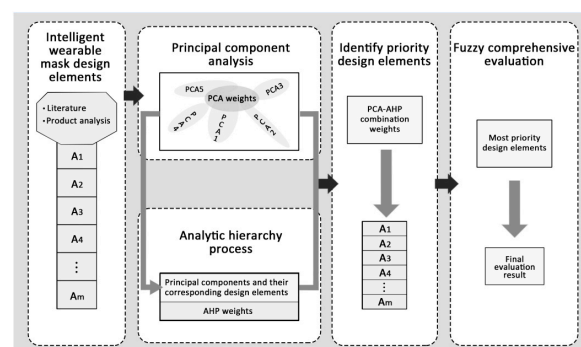 Intelligent
wearable
mask design
elements
• Literature
• Product analysis
A1
A2
A3
A4
⋮
Am
Principal component
analysis
PCA5
PCA3
PCA weights
PCA4
PCA1
PCA2
Analytic hierarchy
process
Principal components and their
corresponding design elements
AHP weights
Identify priority
design elements
PCA-AHP
combination
weights
A1
A2
A3
A4
⋮
Am
Fuzzy comprehensive
evaluation
Most priority
design elements
Final
evaluation
result